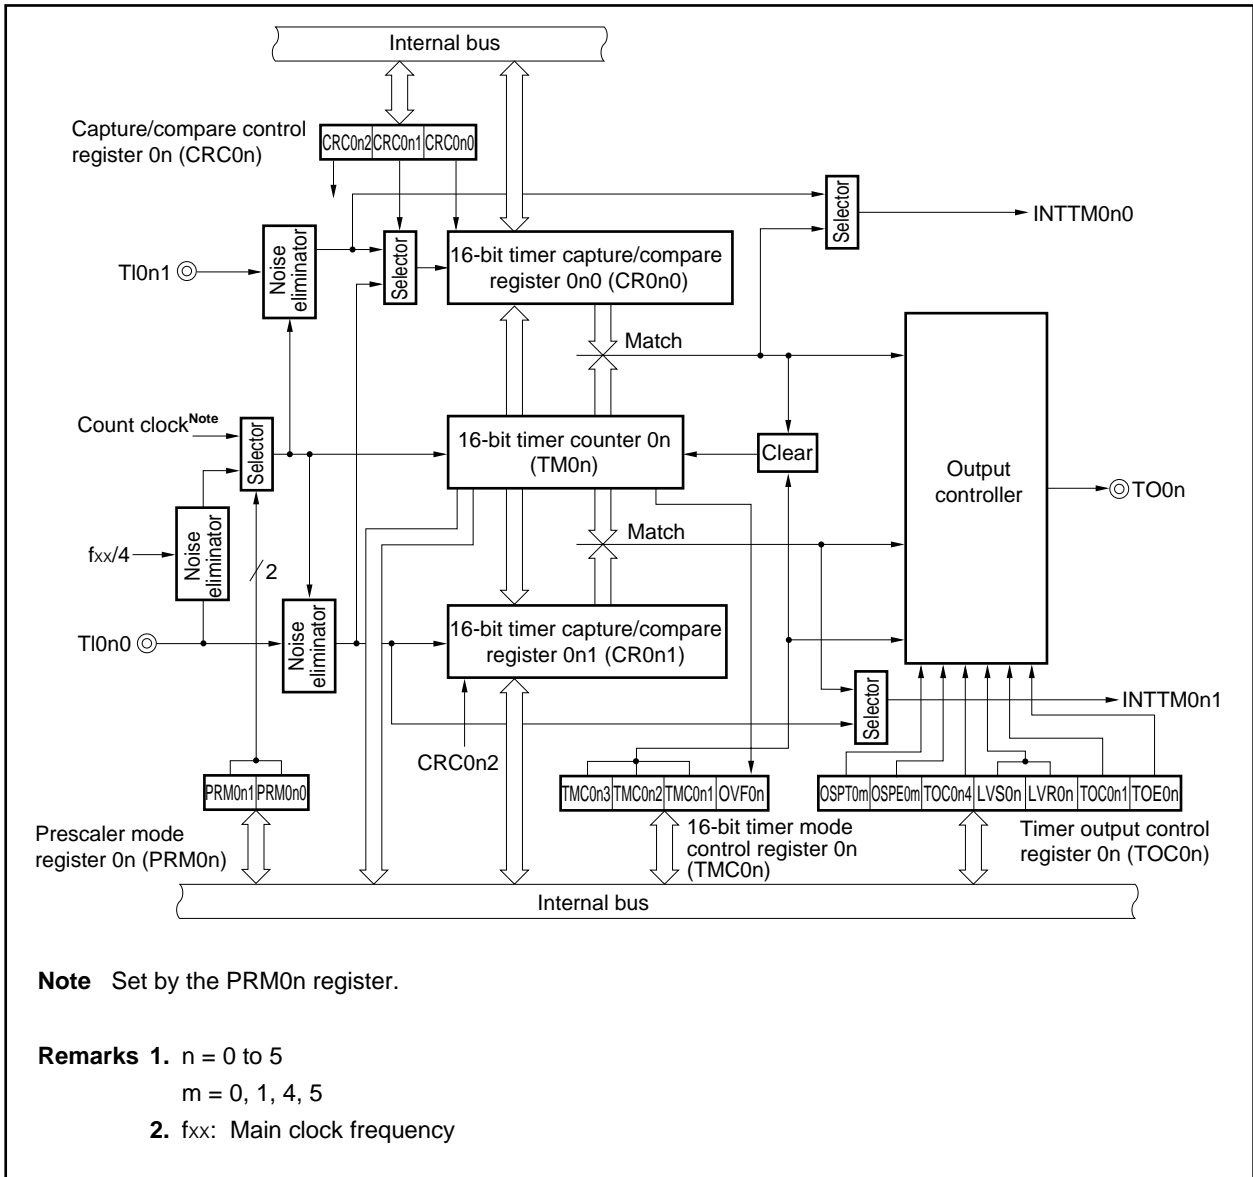 Internal bus
Capture/compare control
register 0n (CRC0n)
CRC0n2 CRC0n1 CRC0n0
Selector
INTTM0n0
TI0n1
Noise
eliminator
Selector
16-bit timer capture/compare
register 0n0 (CR0n0)
Match
Count clock Note
Selector
16-bit timer counter 0n
(TM0n)
Clear
Output
controller
TO0n
fxx/4
Noise
eliminator
2
Match
TI0n0
Noise
eliminator
16-bit timer capture/compare
register 0n1 (CR0n1)
Selector
INTTM0n1
CRC0n2
PRM0n1 PRM0n0
TMC0n3 TMC0n2 TMC0n1 OVF0n
OSPT0m OSPE0m TOC0n4 LVS0n LVR0n TOC0n1 TOE0n
Prescaler mode
register 0n (PRM0n)
16-bit timer mode
control register 0n
(TMC0n)
Timer output control
register 0n (TOC0n)
Internal bus
Note Set by the PRM0n register.
Remarks 1. n = 0 to 5
m = 0, 1, 4, 5
2. fxx: Main clock frequency